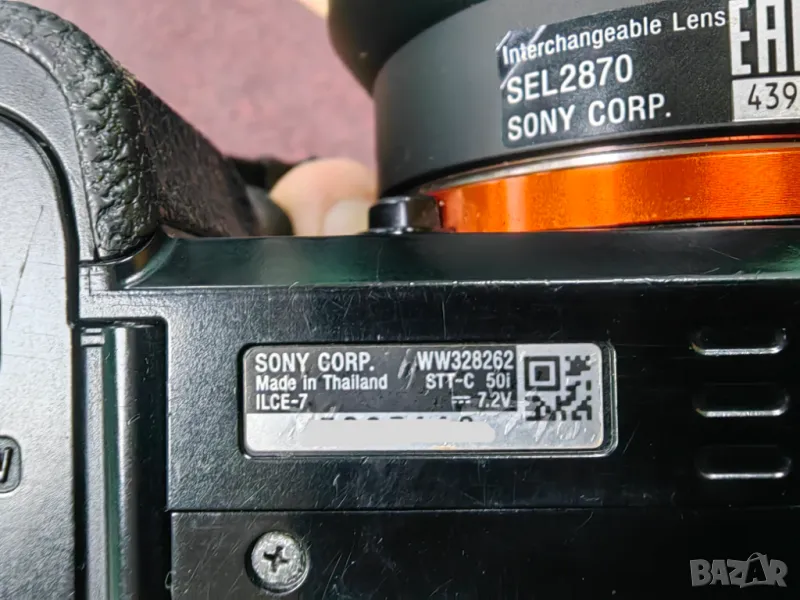 Interchangeable Lens
SEL2870
SONY CORP.
EAC
439
SONY CORP. WW328262
Made in Thailand STT-C 50i
ILCE-7 7.2V
BAZAR